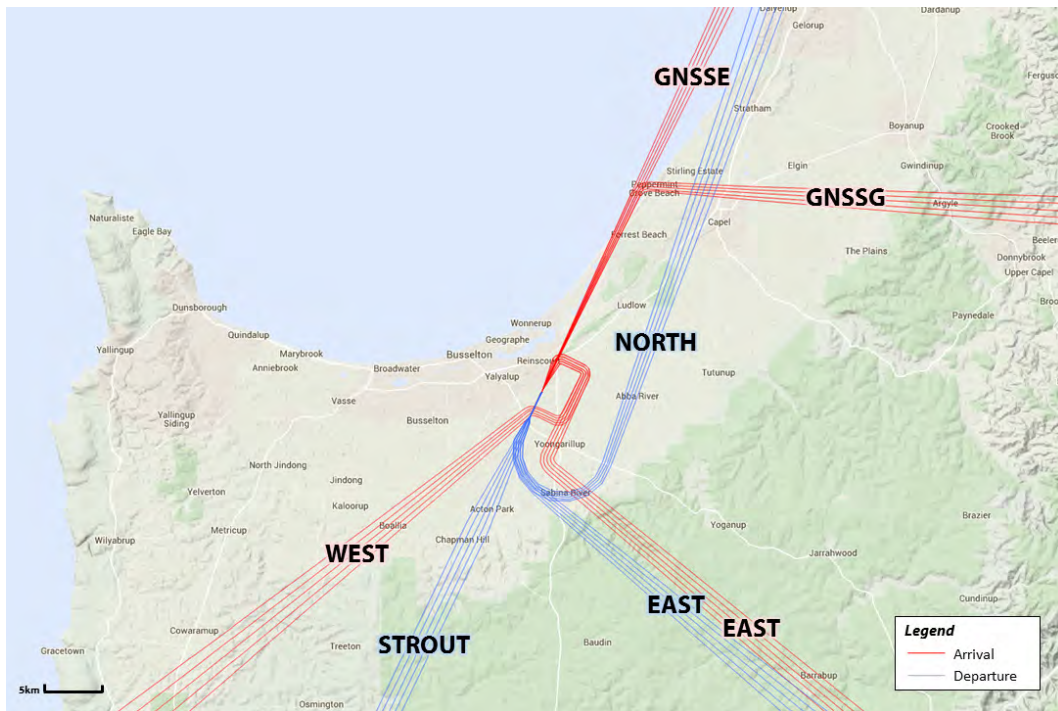 Dalyellup
Dardanup
Gelorup
GNSSE
Ferguson
Stratham
Boyanup
Crooked
Brook
Elgin
Gwindinup
Stirling Estate
Peppermint
Grove Beach
GNSSG
Argyle
Naturaliste
Eagle Bay
Capel
Forrest Beach
Beeler
The Plains
Donnybrook
Upper Capel
Dunsborough
Ludlow
Paynedale
Broo
Wonnerup
Quindalup
Geographe
NORTH
Yallingup
Marybrook
Busselton
Reinscourt
Anniebrook
Broadwater
Yalyalup
Tutunup
Vasse
Abba River
Yallingup
Siding
Busselton
Yoongarillup
North Jindong
Jindong
Yelverton
Sabina River
Kaloorup
Acton Park
Metricup
Boallia
Yoganup
Brazier
Wilyabrup
Chapman Hill
WEST
Jarrahwood
EAST
Cundinup
Cowaramup
EAST
Gracetown
Treeton
STROUT
Baudin
Legend
Arrival
Departure
Barrabup
5km
Osmington